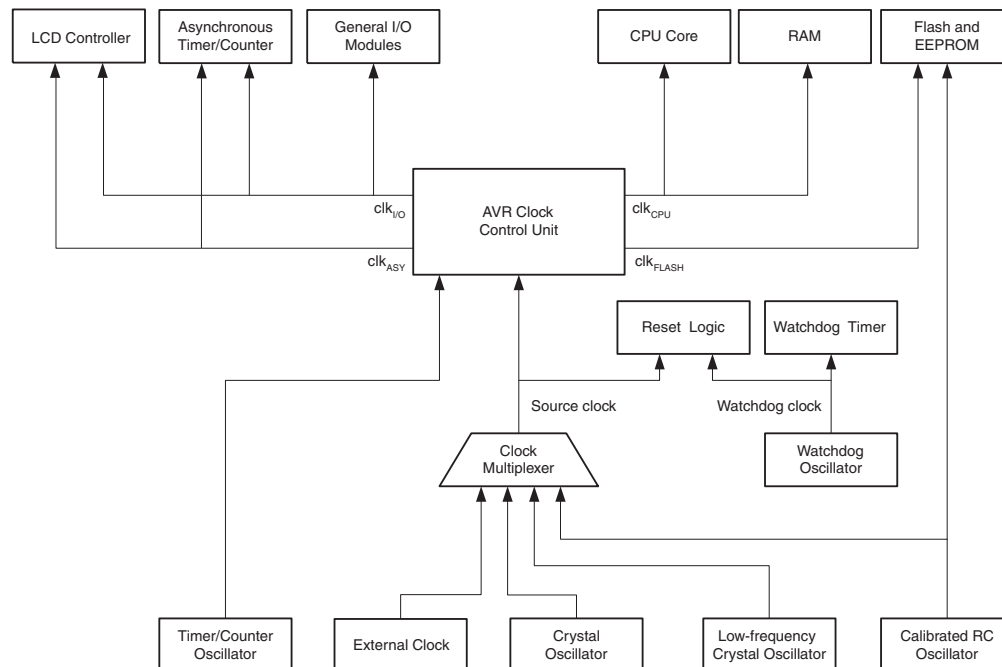 LCD Controller
Asynchronous
Timer/Counter
General I/O
Modules
CPU Core
RAM
Flash and
EEPROM
clkI/O
AVR Clock
Control Unit
clkCPU
clkASY
clkFLASH
Reset Logic
Watchdog Timer
Source clock
Watchdog clock
Clock
Multiplexer
Watchdog
Oscillator
Timer/Counter
Oscillator
External Clock
Crystal
Oscillator
Low-frequency
Crystal Oscillator
Calibrated RC
Oscillator